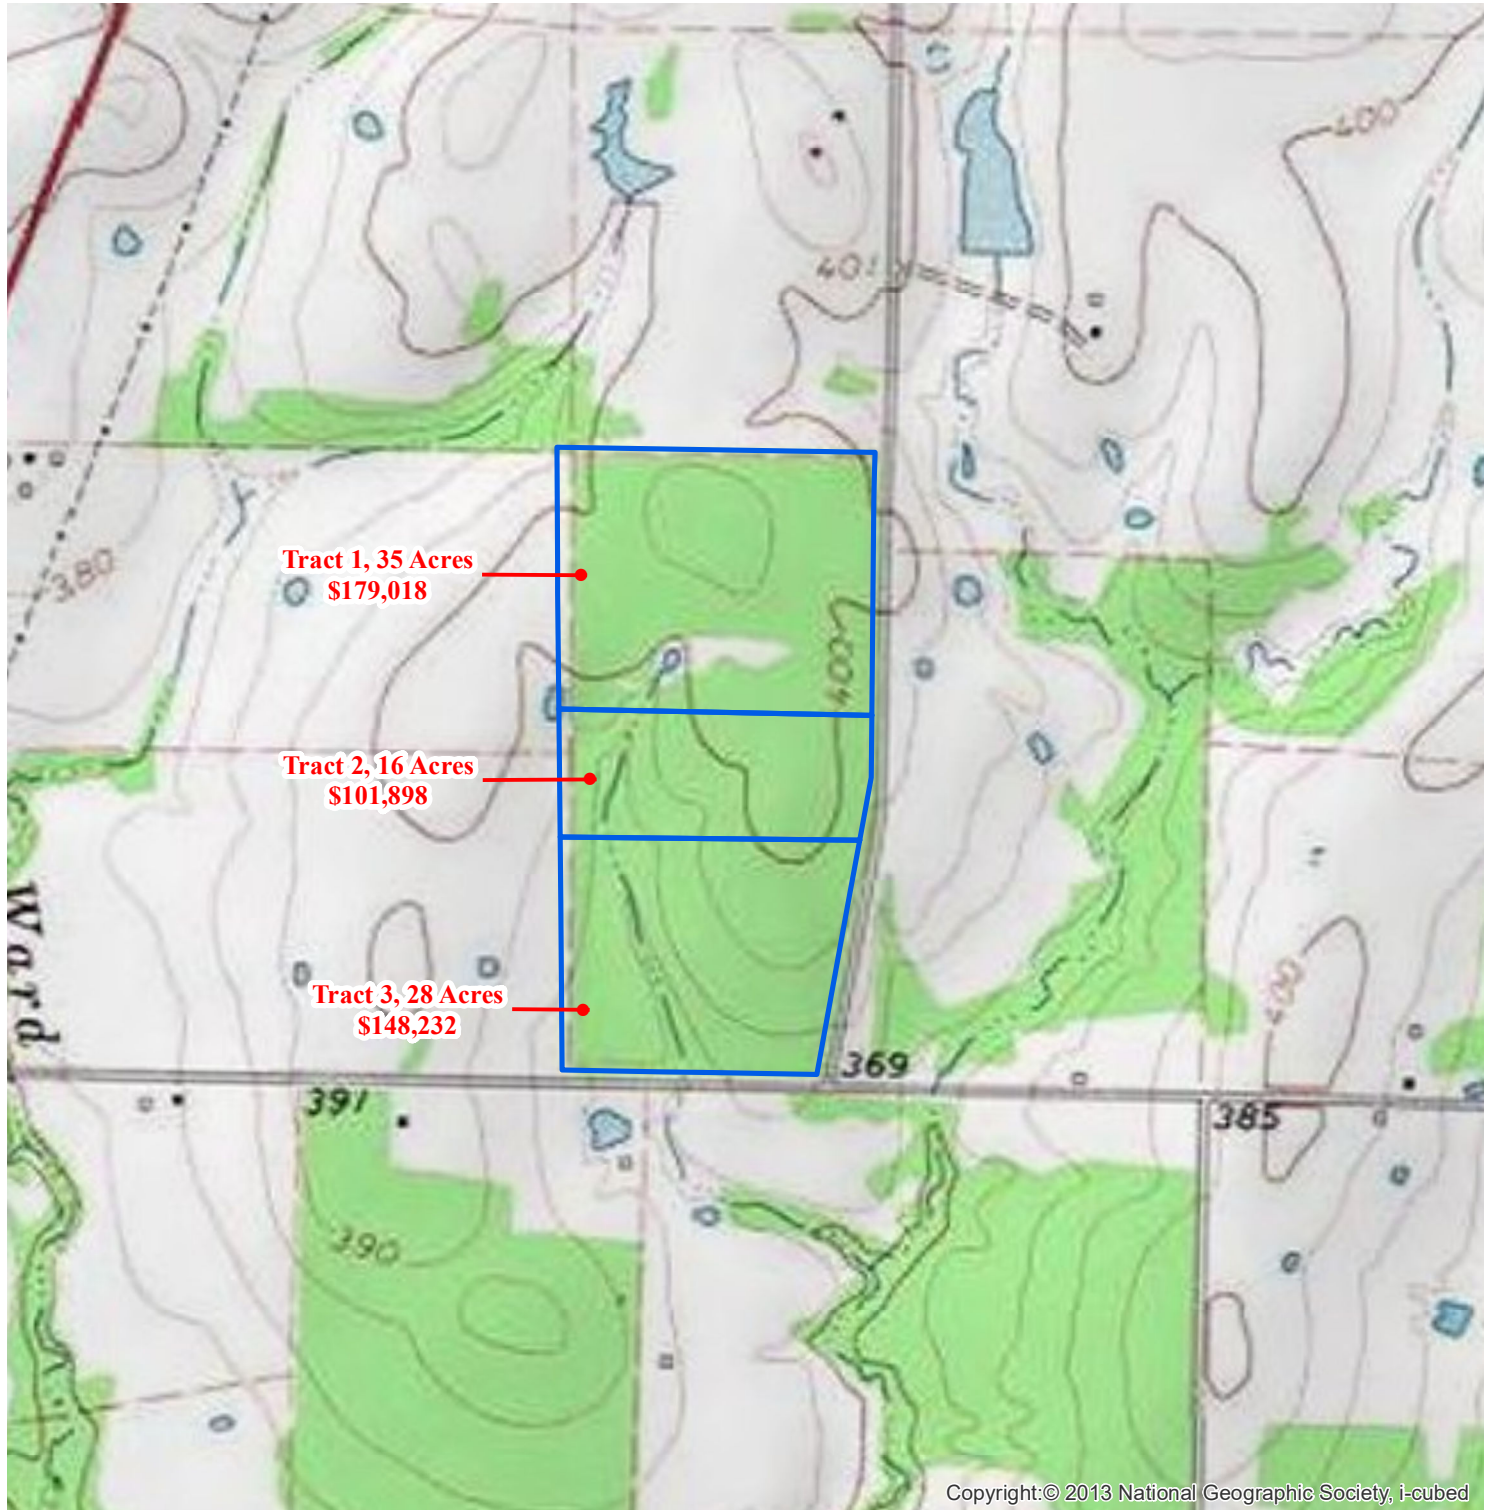 400
401
Tract 1, 35 Acres
$179,018
380
400
Tract 2, 16 Acres
$101,898
Ward
Tract 3, 28 Acres
$148,232
400
369
391
385
390
Copyright:© 2013 National Geographic Society, i-cubed